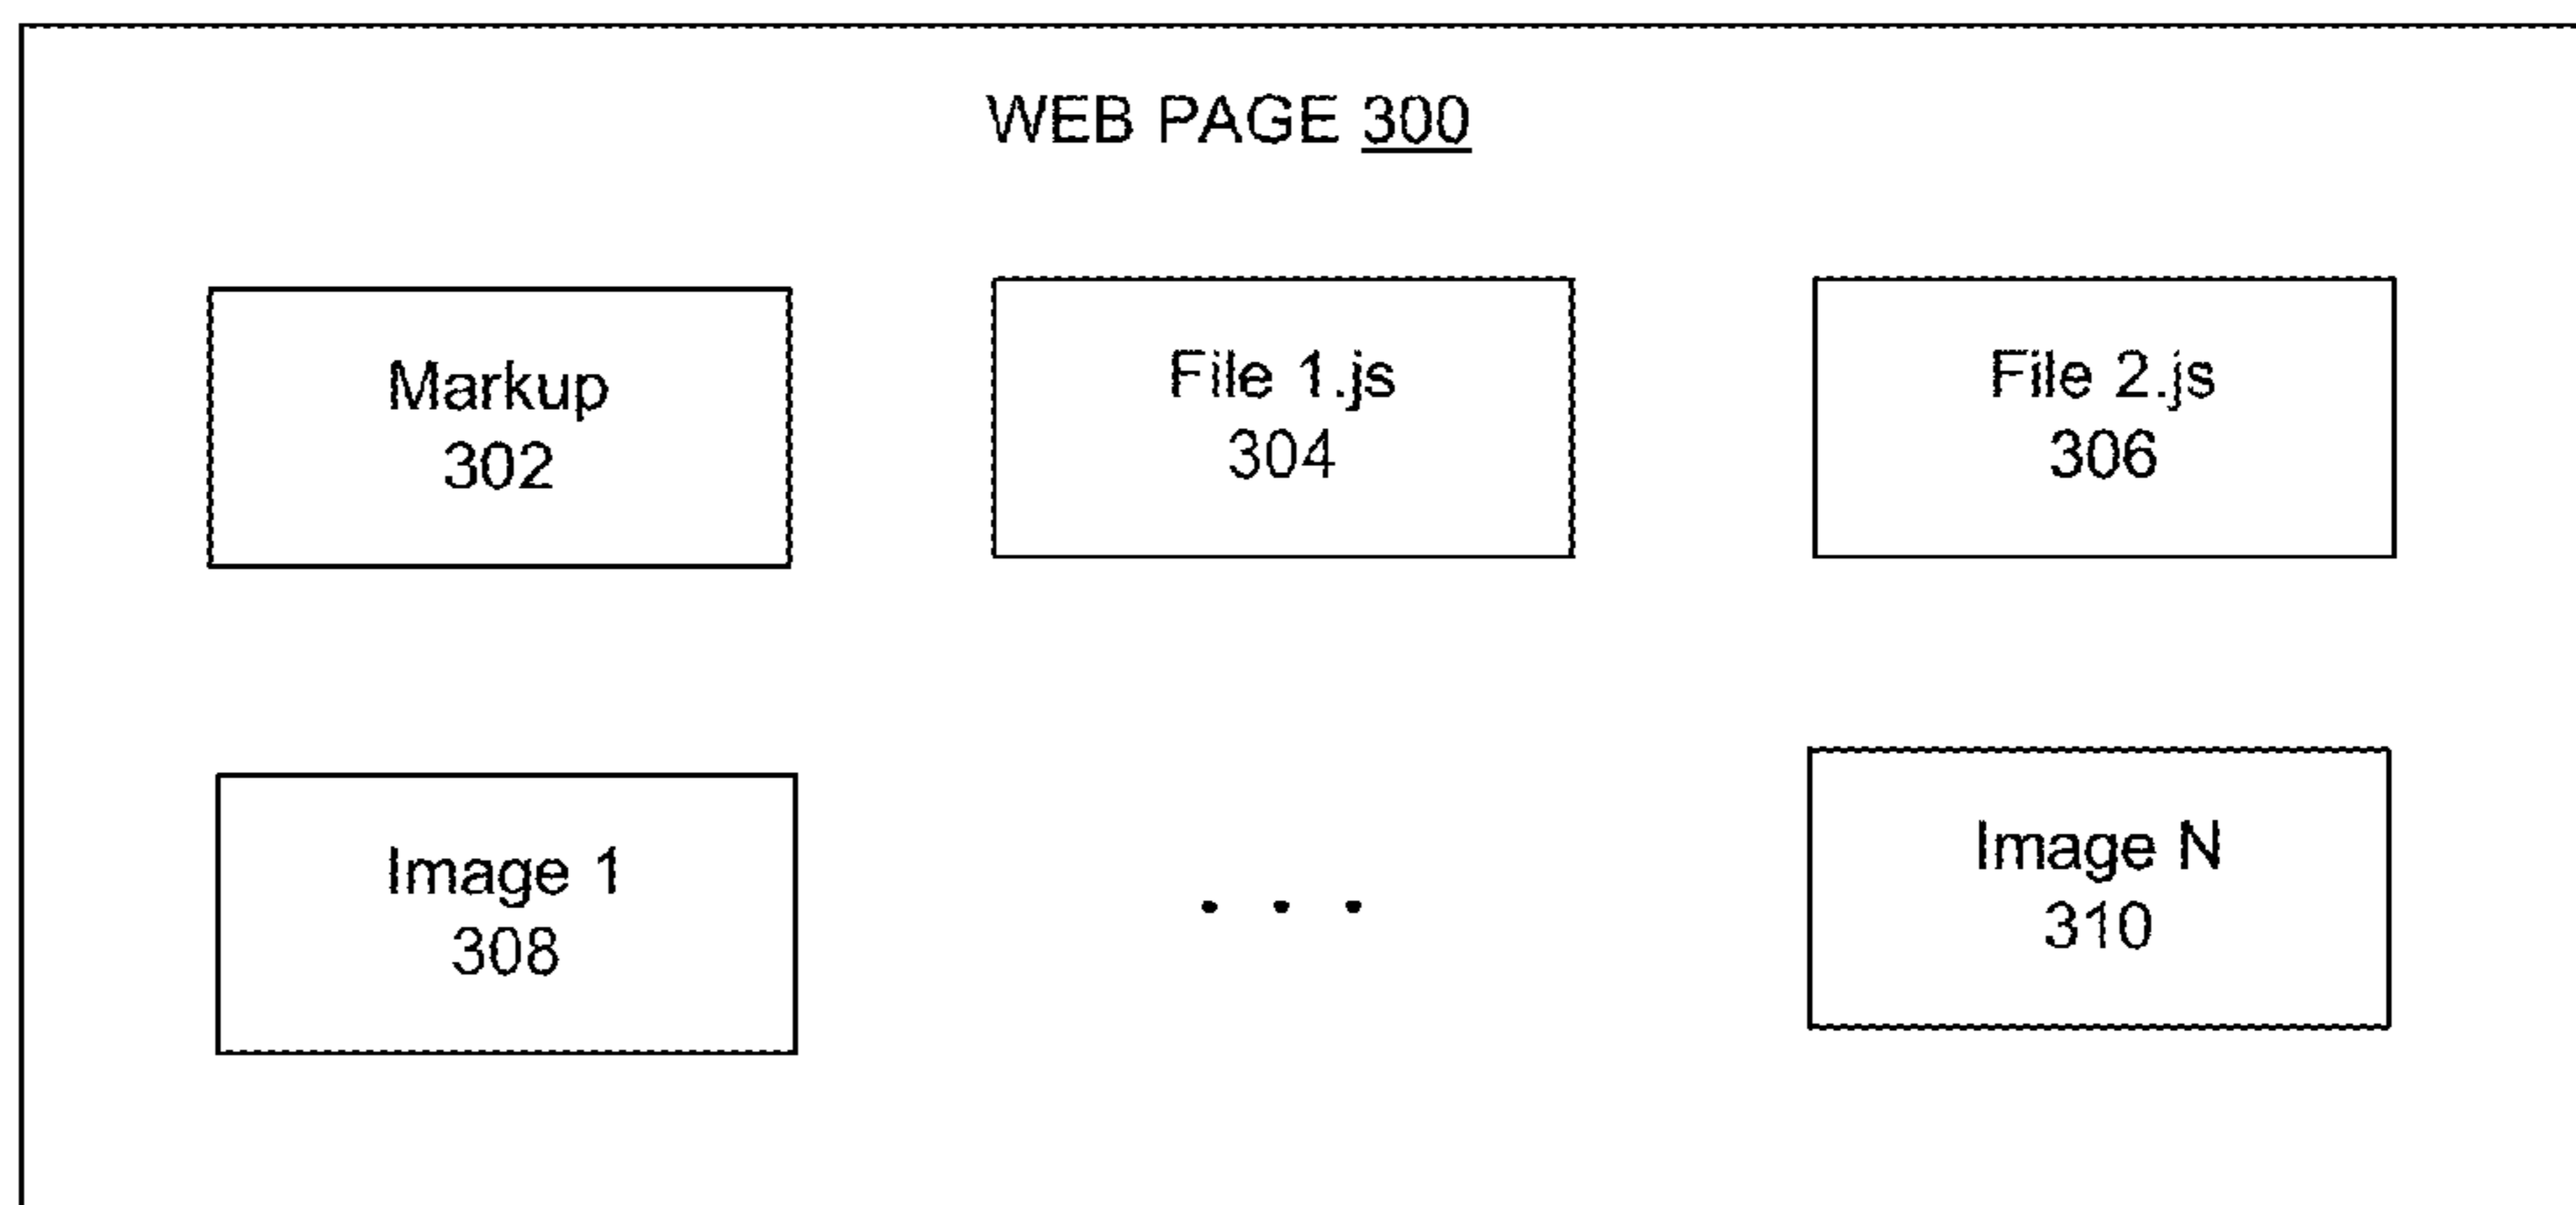 WEB PAGE 300
Markup
302
File 1.js
304
File 2.js
306
Image 1
308
. . .
Image N
310